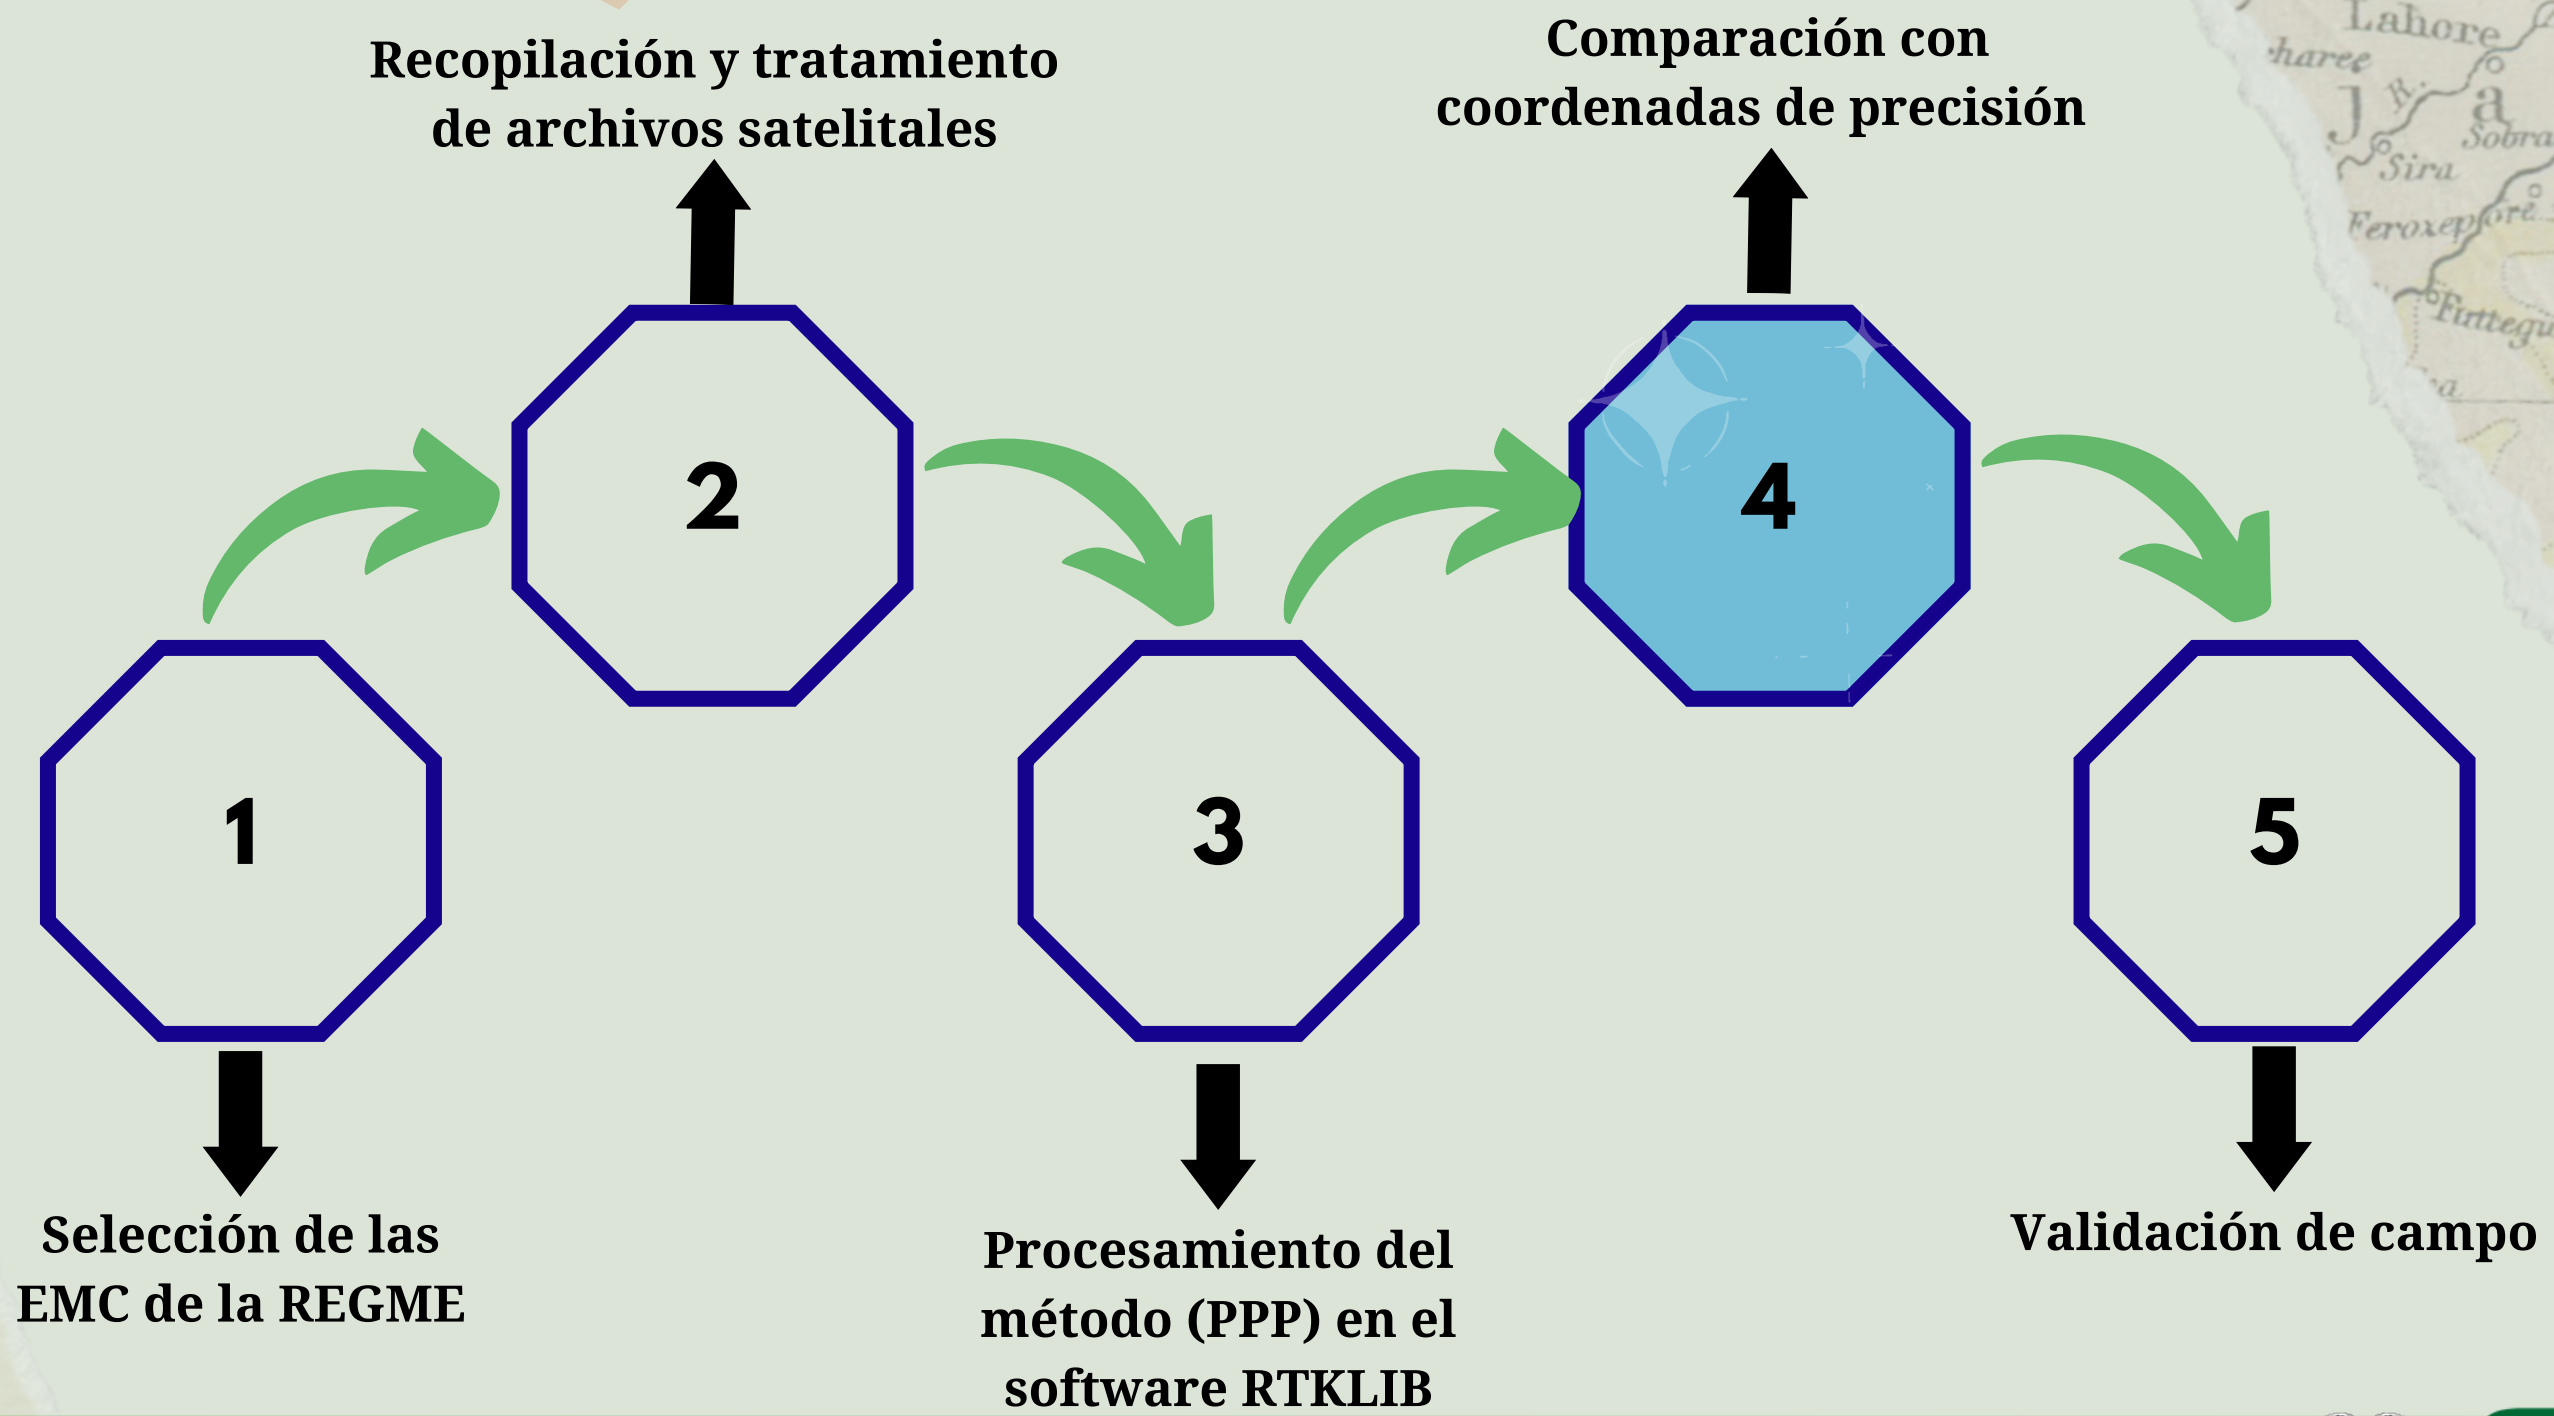 Recopilación y tratamiento
de archivos satelitales
Comparación con
coordenadas de precisión
Lahore
haree
J
R.
a
Sira
2
4
1
3
5
Selección de las
EMC de la REGME
Procesamiento del
método (PPP) en el
software RTKLIB
Validación de campo